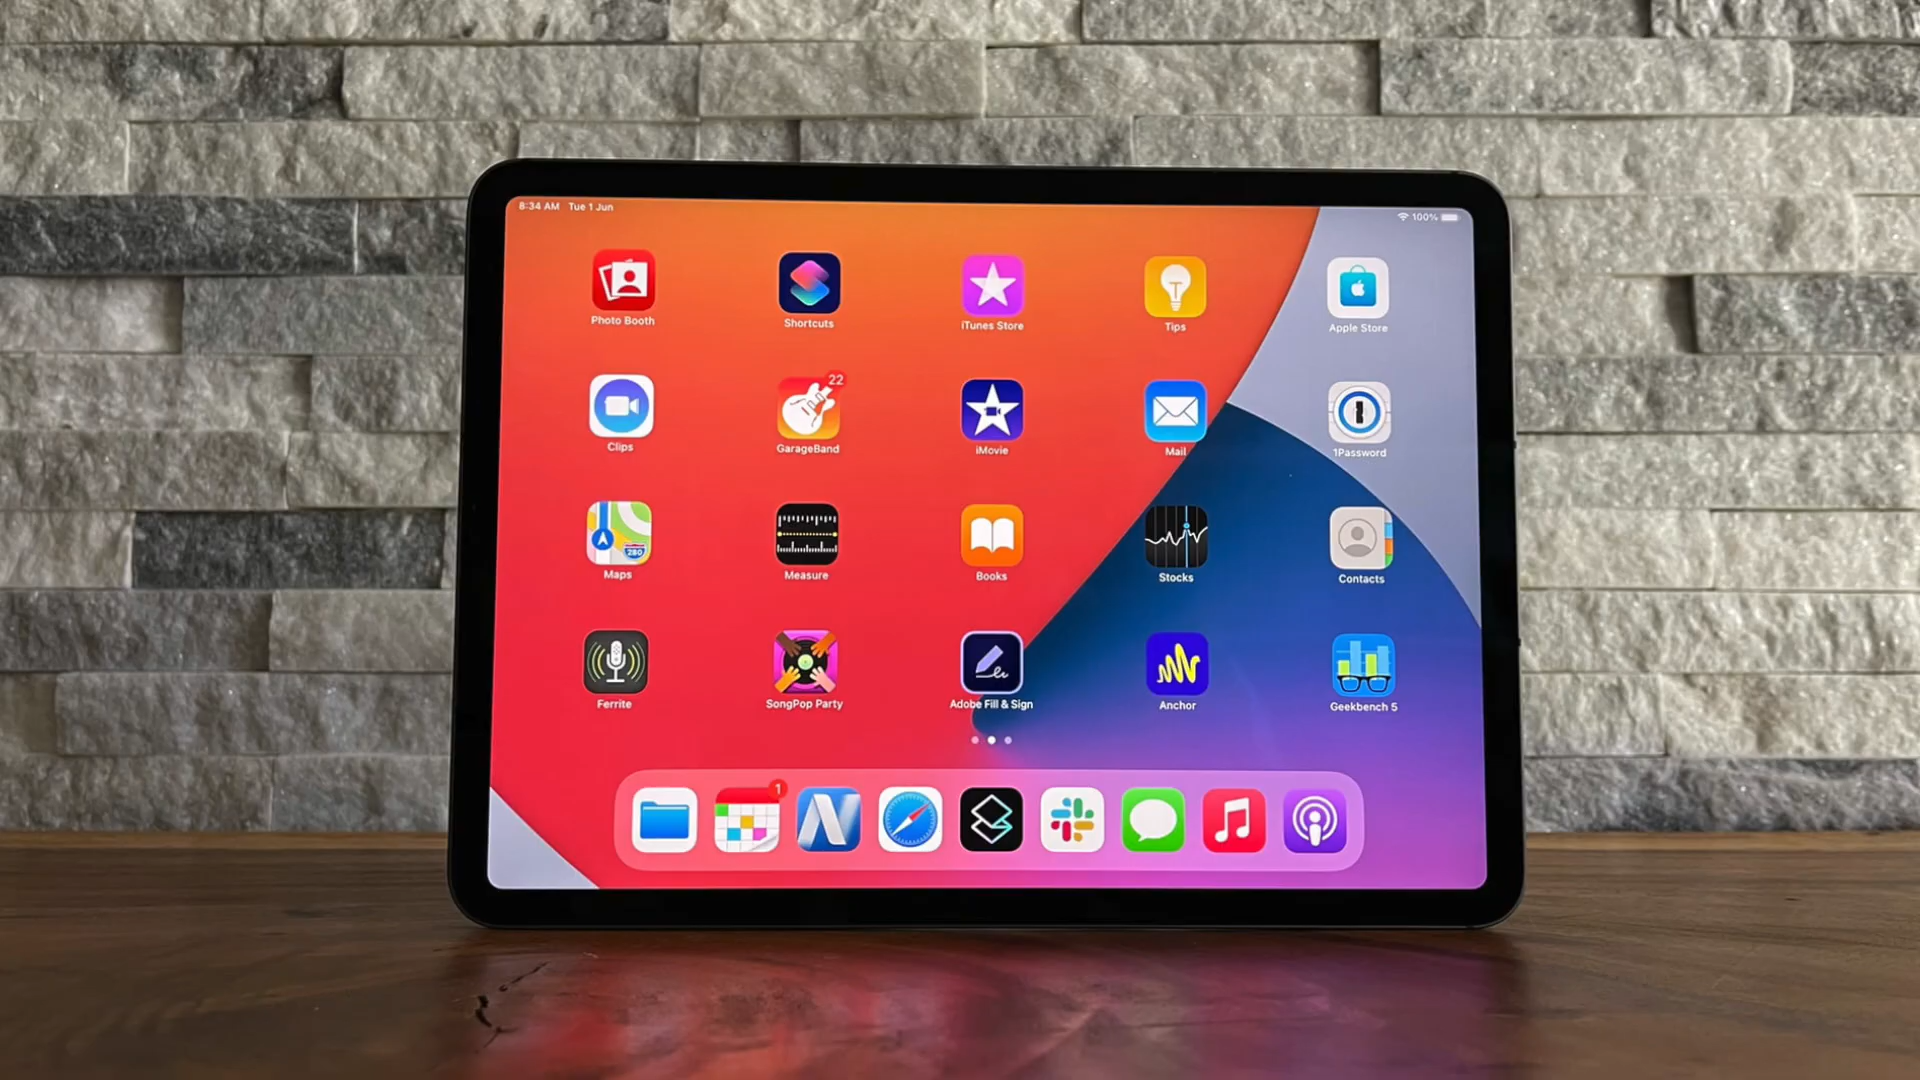 8:34 AM Tue 1 Jun
100%
Photo Booth
Shortcuts
iTunes Store
Tips
Apple Store
Clips
22
GarageBand
iMovie
Mail
1Password
280
Maps
Measure
Books
Stocks
Contacts
Ferrite
SongPop Party
Adobe Fill & Sign
Anchor
Geekbench 5
1